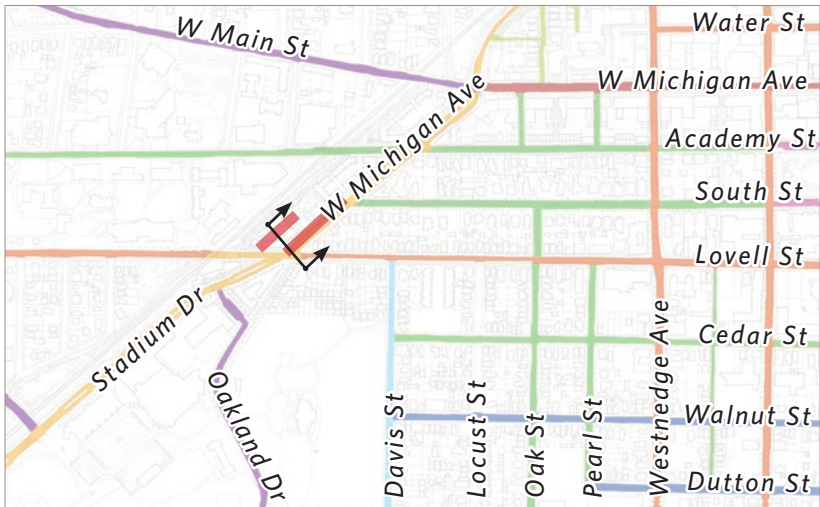 Water St
W Main St
W Michigan Ave
W Michigan Ave
Academy St
South St
Lovell St
Stadium Dr
Cedar St
Oakland Dr
Davis St
Locust St
Oak St
Pearl St
Westnedge Ave
Walnut St
Dutton St